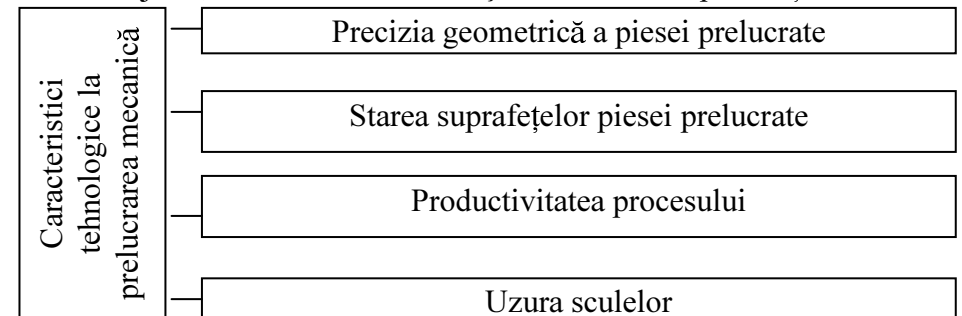 Caracteristici
tehnologice la
prelucrarea mecanică
Precizia geometrică a piesei prelucrate
Starea suprafețelor piesei prelucrate
Productivitatea procesului
Uzura sculelor